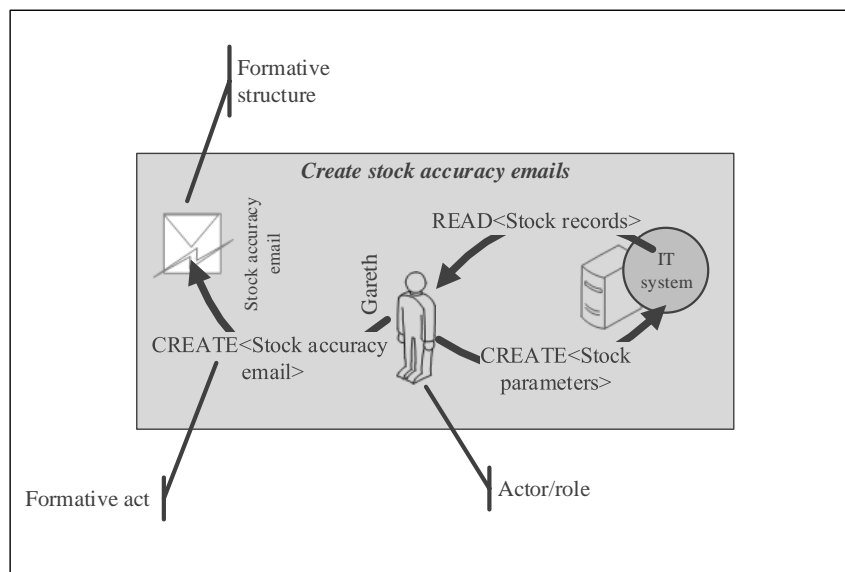 Formative
structure
Create stock accuracy emails
READ<Stock records>
Stock accuracy
email
Gareth
IT
system
CREATE<Stock accuracy
email>
CREATE<Stock
parameters>
Formative act
Actor/role